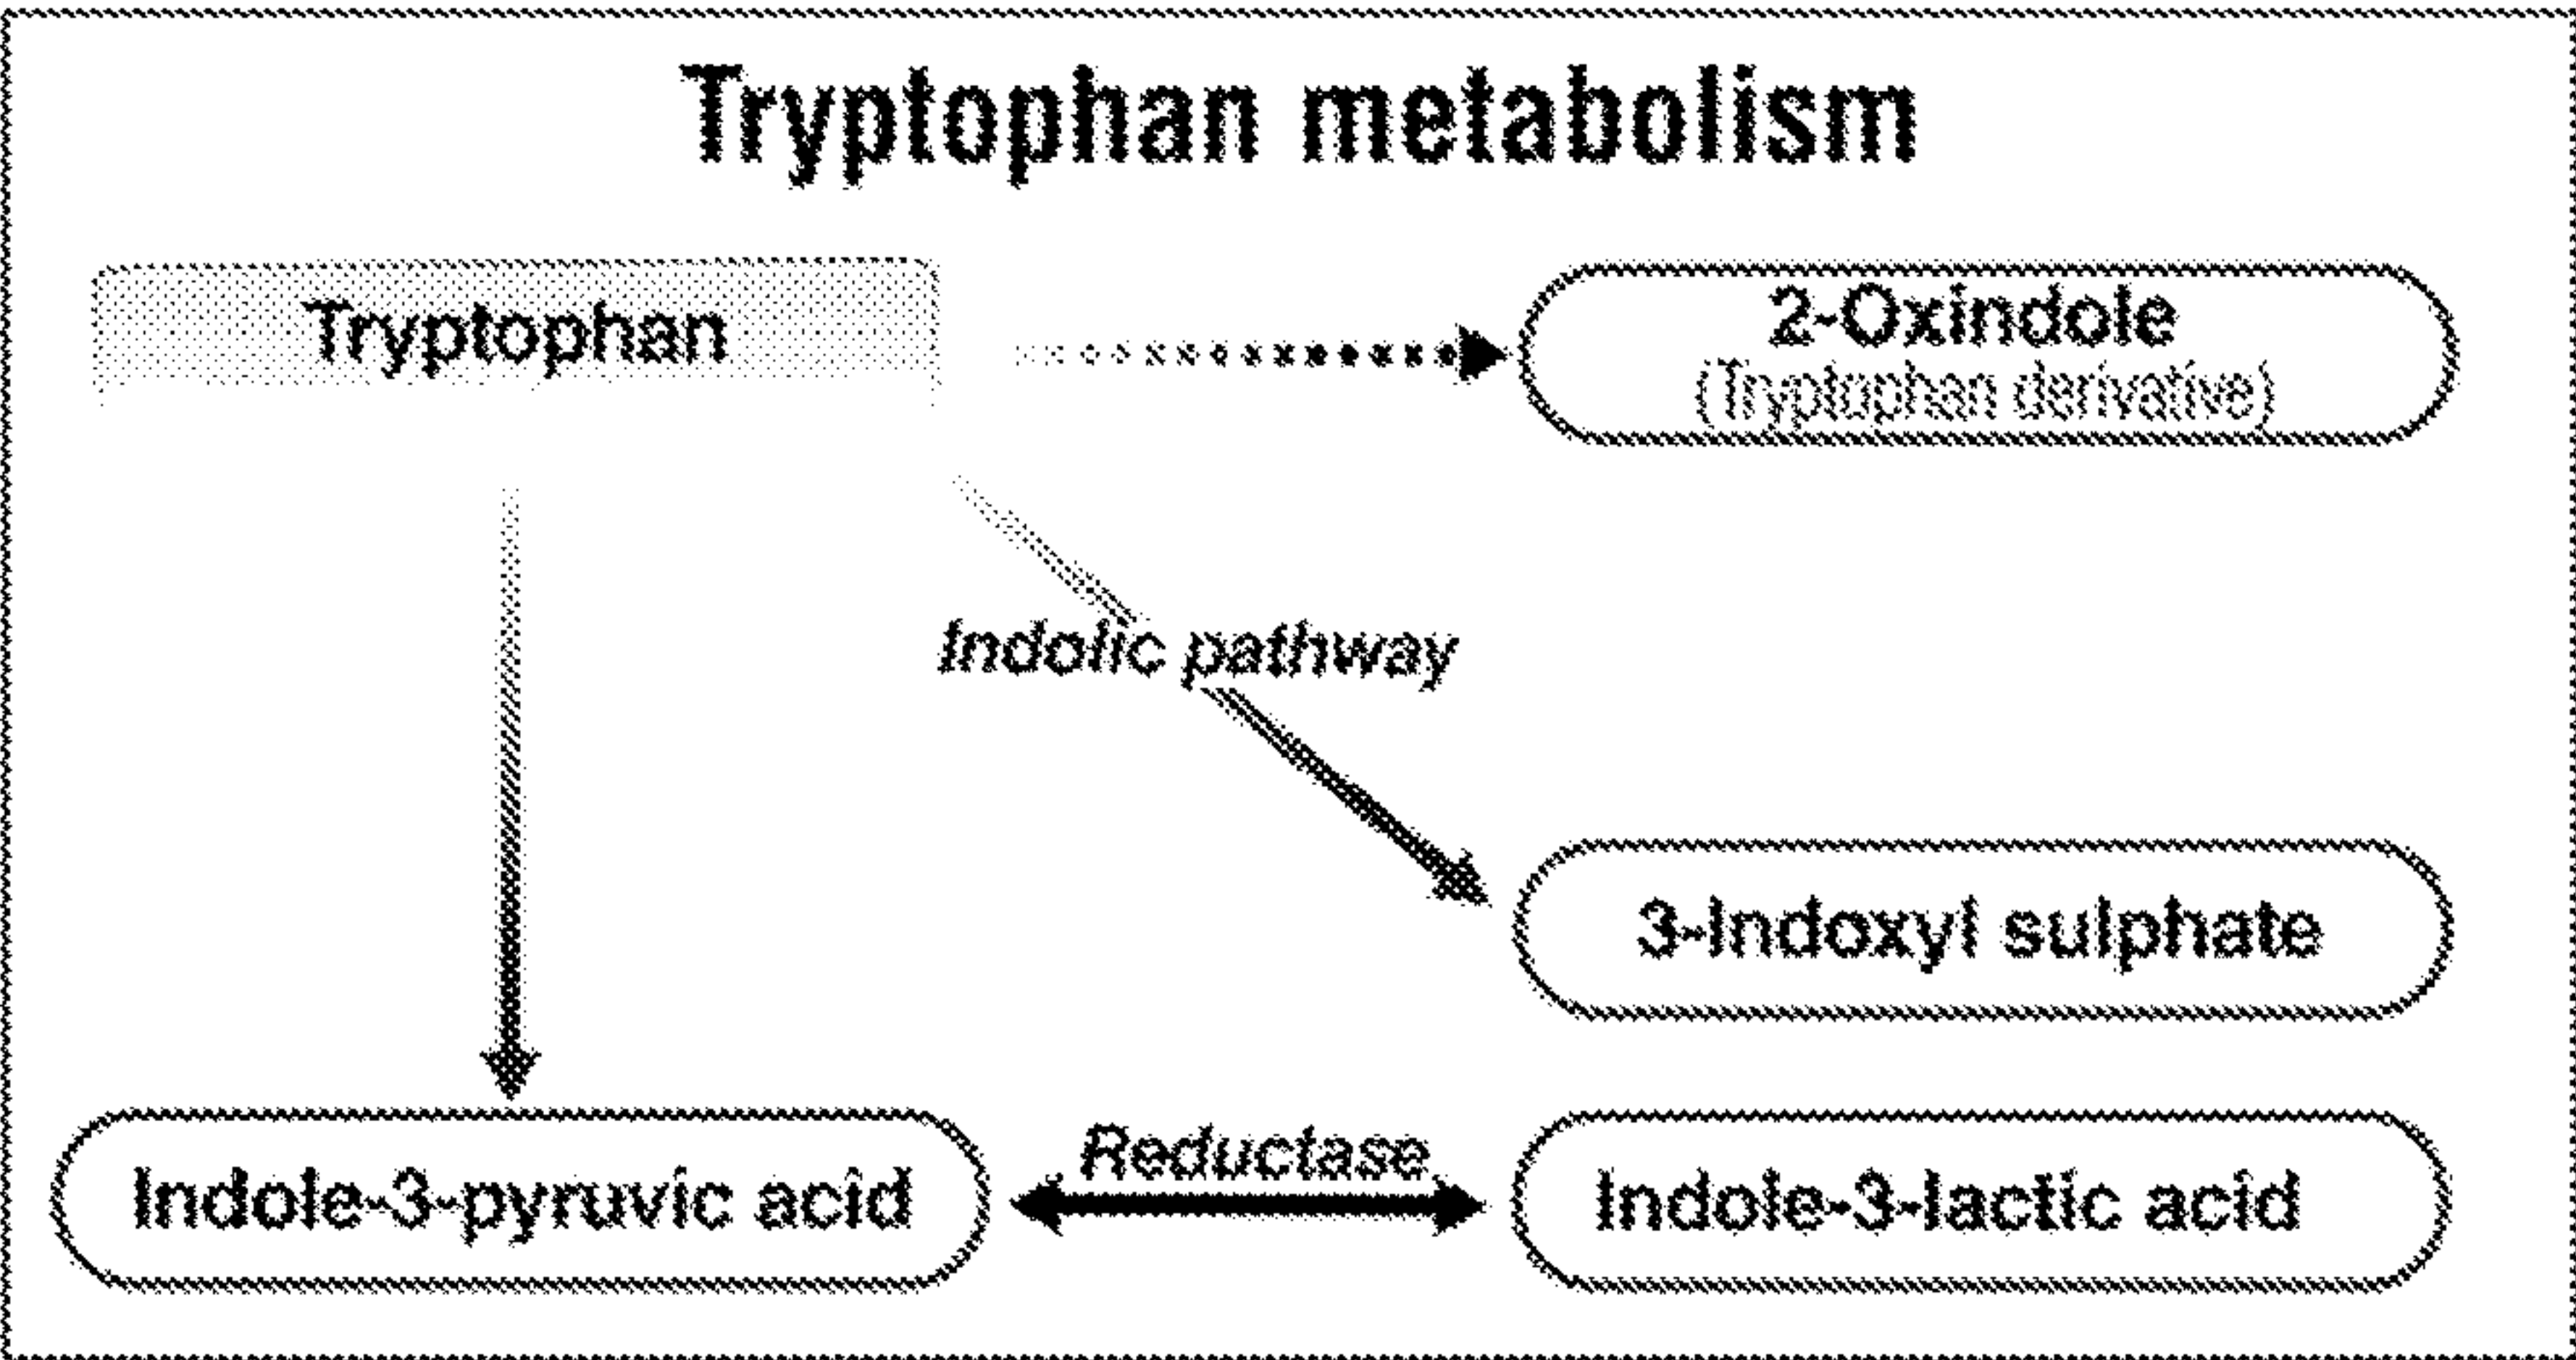 Tryptophan metabolism
Tryptophan
2-Oxindole
(Tryptophan derivative)
Indolic pathway
3-Indoxyl sulphate
Reductase
Indole-3-pyruvic acid
Indole-3-lactic acid